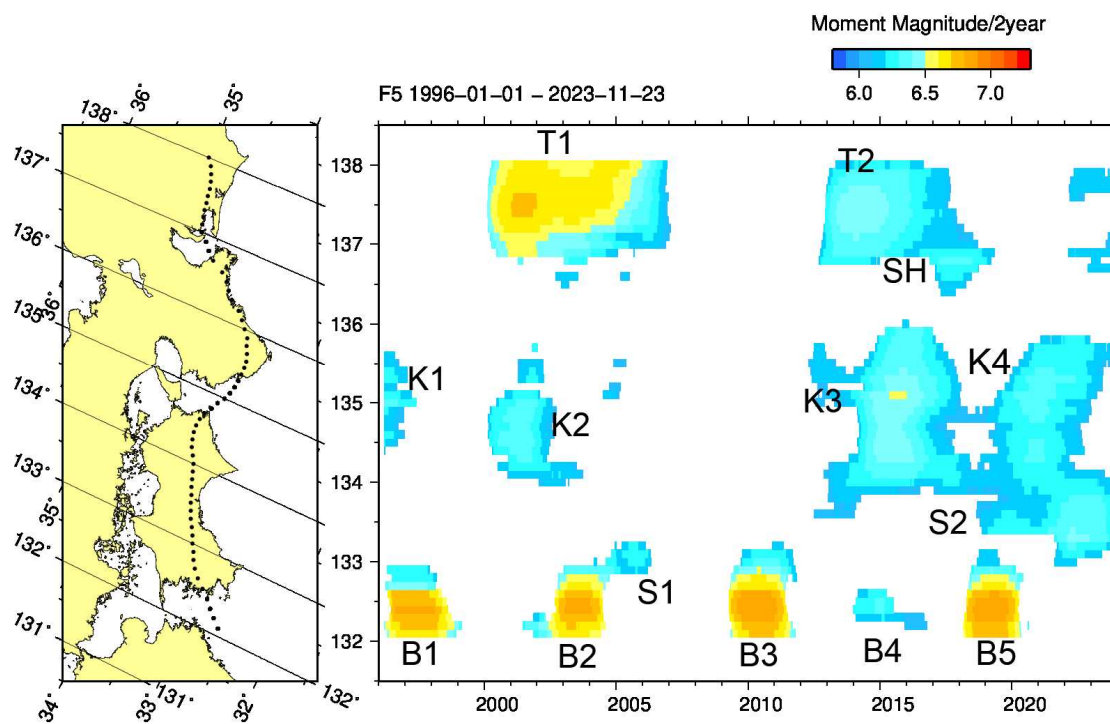 Moment Magnitude/2year
6.0 6.5 7.0
F5 1996-01-01 - 2023-11-23
36° 35
138°
137°
136°
135°
36°
134°
133°
35°
132°
131°
34° 33° 131° 32° 132°
138
137
136
135
134
133
132
T1
T2
SH
K1
K2
K3
K4
S1
S2
B1 B2 B3 B4 B5
2000 2005 2010 2015 2020